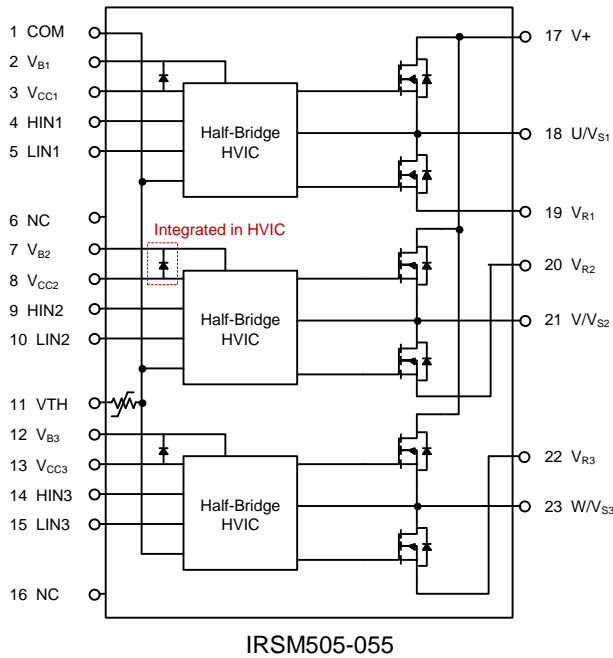 1 COM
2 VB1
3 VCC1
4 HIN1
5 LIN1
6 NC
7 VB2
8 VCC2
9 HIN2
10 LIN2
11 VTH
12 VB3
13 VCC3
14 HIN3
15 LIN3
16 NC
Half-Bridge
HVIC
Integrated in HVIC
Half-Bridge
HVIC
Half-Bridge
HVIC
17 V+
18 U/VS1
19 VR1
20 VR2
21 V/VS2
22 VR3
23 W/VS3
IRSM505-055